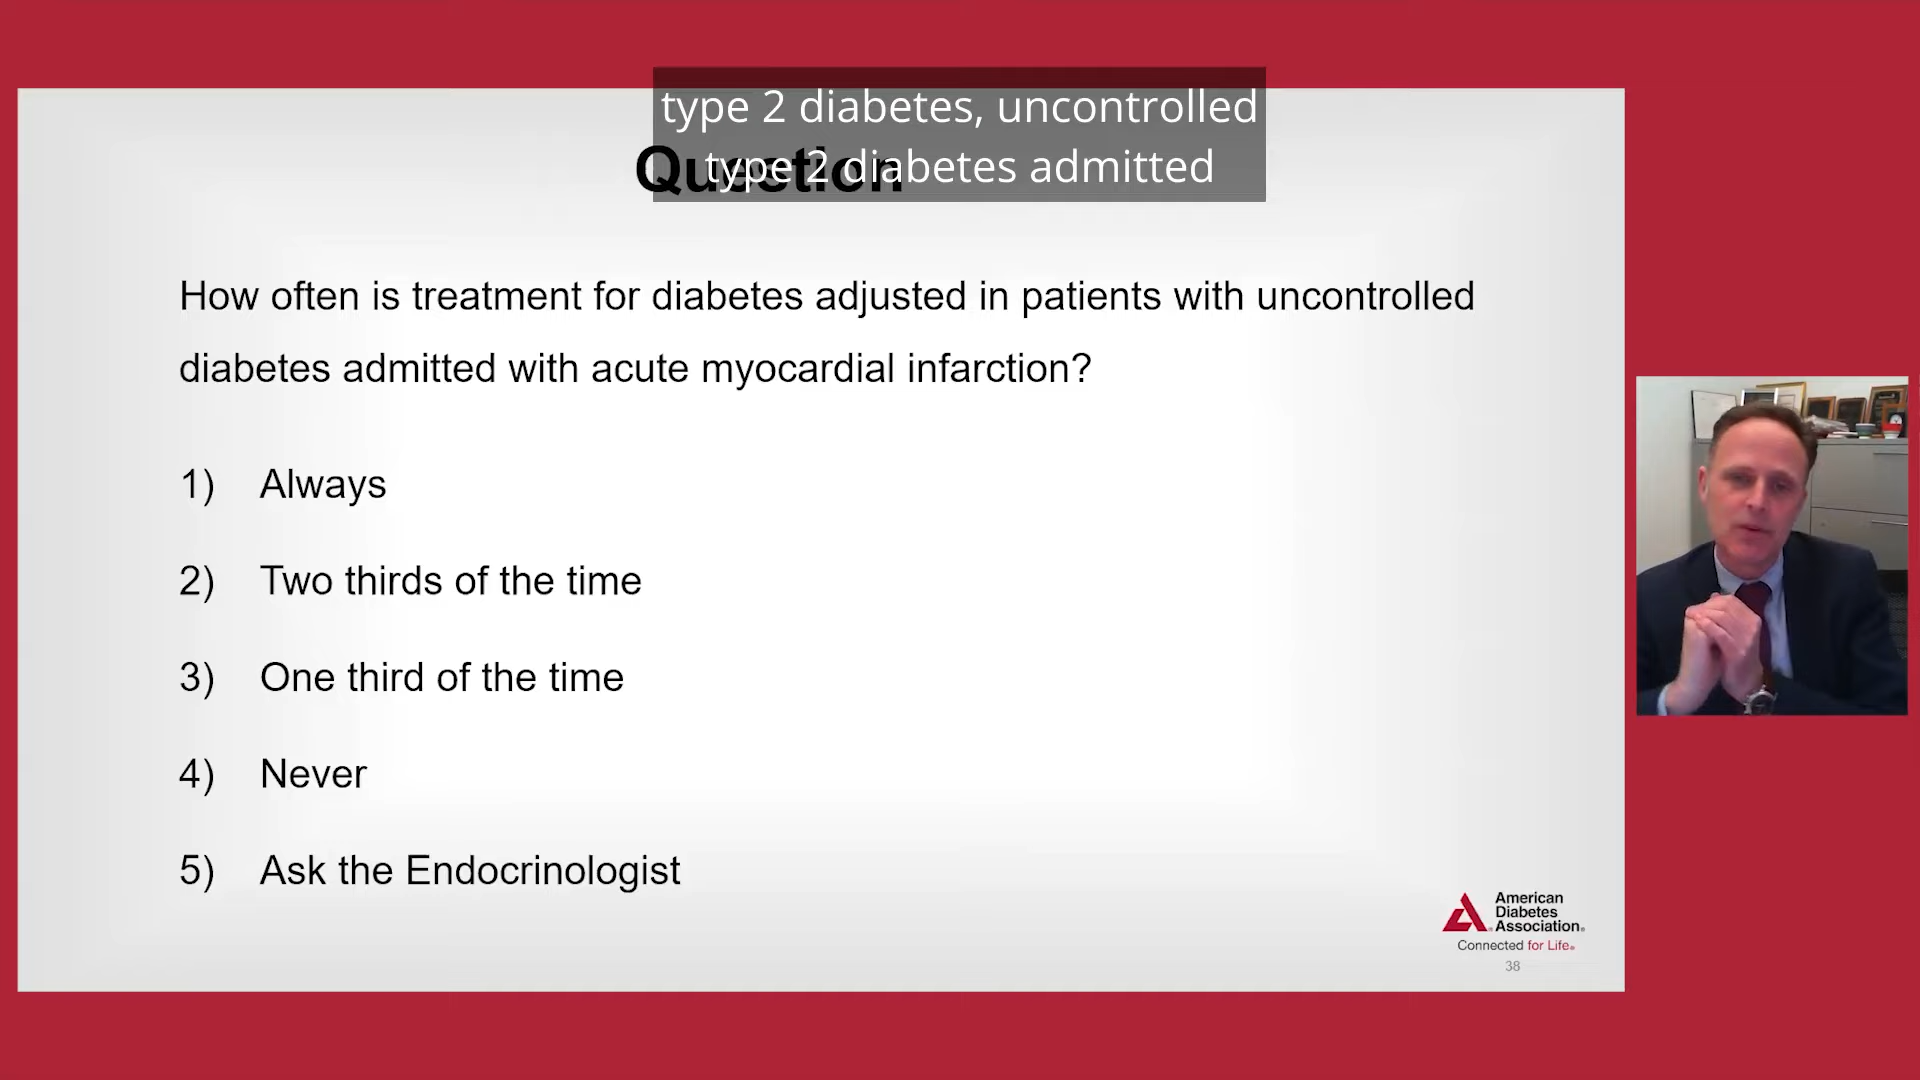 type 2 diabetes, uncontrolled
type 2 diabetes admitted
Question
How often is treatment for diabetes adjusted in patients with uncontrolled
diabetes admitted with acute myocardial infarction?
1) Always
2) Two thirds of the time
3) One third of the time
4) Never
5) Ask the Endocrinologist
American
Diabetes
Association®
Connected for Life®
38